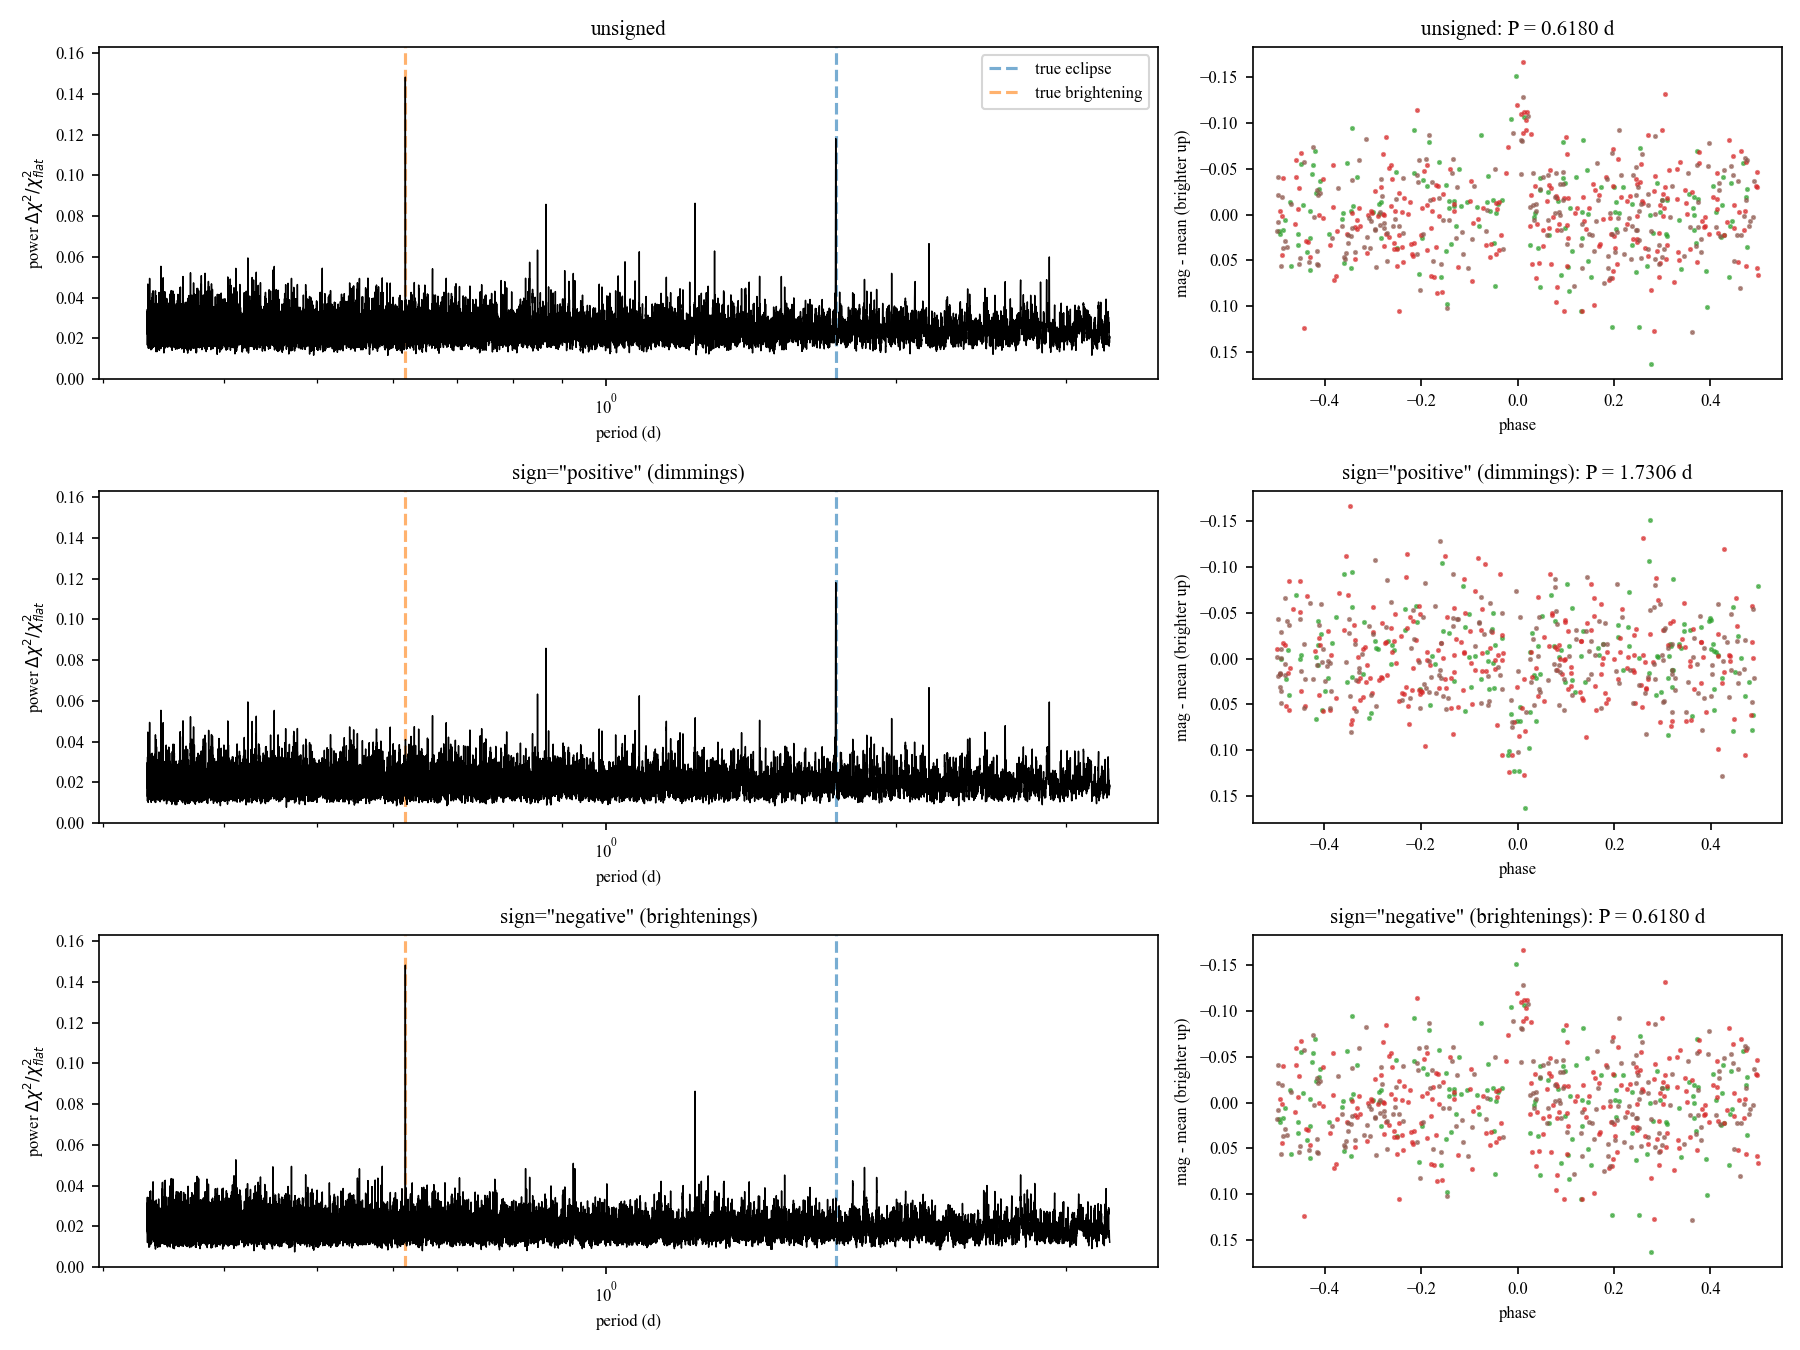 unsigned
0.16
0.14
0.12
0.10
0.08
0.06
0.04
0.02
0.00
power Δχ²/χ²flat
true eclipse
true brightening
10⁰
period (d)
unsigned: P = 0.6180 d
−0.15
−0.10
−0.05
0.00
0.05
0.10
0.15
mag - mean (brighter up)
−0.4 −0.2 0.0 0.2 0.4
phase
sign="positive" (dimmings)
0.16
0.14
0.12
0.10
0.08
0.06
0.04
0.02
0.00
power Δχ²/χ²flat
10⁰
period (d)
sign="positive" (dimmings): P = 1.7306 d
−0.15
−0.10
−0.05
0.00
0.05
0.10
0.15
mag - mean (brighter up)
−0.4 −0.2 0.0 0.2 0.4
phase
sign="negative" (brightenings)
0.16
0.14
0.12
0.10
0.08
0.06
0.04
0.02
0.00
power Δχ²/χ²flat
10⁰
period (d)
sign="negative" (brightenings): P = 0.6180 d
−0.15
−0.10
−0.05
0.00
0.05
0.10
0.15
mag - mean (brighter up)
−0.4 −0.2 0.0 0.2 0.4
phase